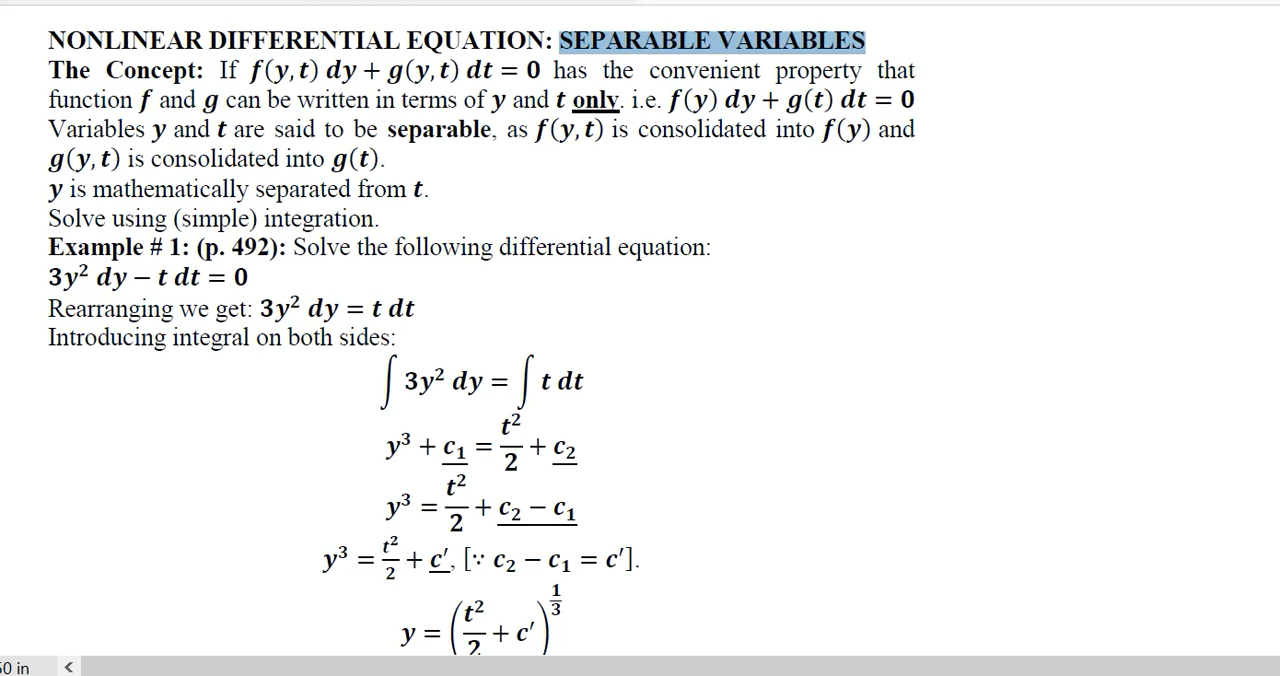 NONLINEAR DIFFERENTIAL EQUATION: SEPARABLE VARIABLES
The Concept: If f(y, t) dy + g(y, t) dt = 0 has the convenient property that
function f and g can be written in terms of y and t only. i.e. f(y) dy + g(t) dt = 0
Variables y and t are said to be separable, as f(y, t) is consolidated into f(y) and
g(y, t) is consolidated into g(t).
y is mathematically separated from t.
Solve using (simple) integration.
Example # 1: (p. 492): Solve the following differential equation:
3y² dy − t dt = 0
Rearranging we get: 3y² dy = t dt
Introducing integral on both sides:
∫ 3y² dy = ∫ t dt
y³ + c₁ = t²/2 + c₂
y³ = t²/2 + c₂ − c₁
y³ = t²/2 + c′, [∵ c₂ − c₁ = c′].
y = (t²/2 + c′)^(1/3)
50 in <